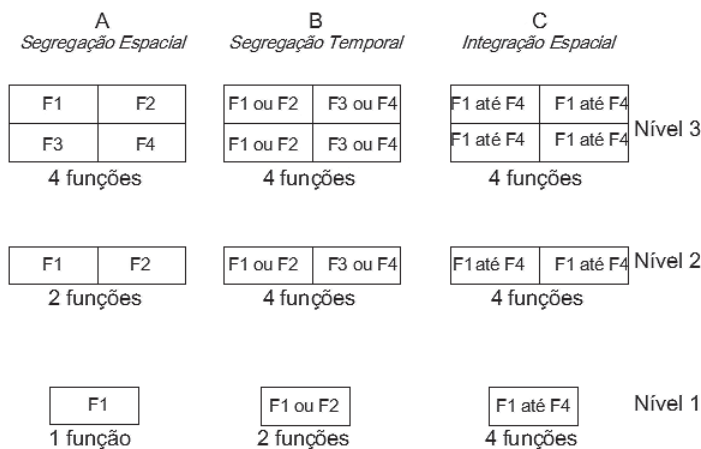 A B C
Segregação Espacial Segregação Temporal Integração Espacial
F1 F2 F1 ou F2 F3 ou F4 F1 até F4 F1 até F4 Nível 3
F3 F4 F1 ou F2 F3 ou F4 F1 até F4 F1 até F4
4 funções 4 funções 4 funções
F1 F2 F1 ou F2 F3 ou F4 F1até F4 F1 até F4 Nível 2
2 funções 4 funções 4 funções
F1 F1 ou F2 F1 até F4 Nível 1
1 função 2 funções 4 funções